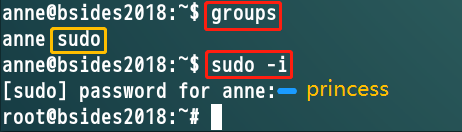 anne@bsides2018:~$ groups
anne sudo
anne@bsides2018:~$ sudo -i
[sudo] password for anne: princess
root@bsides2018:~#